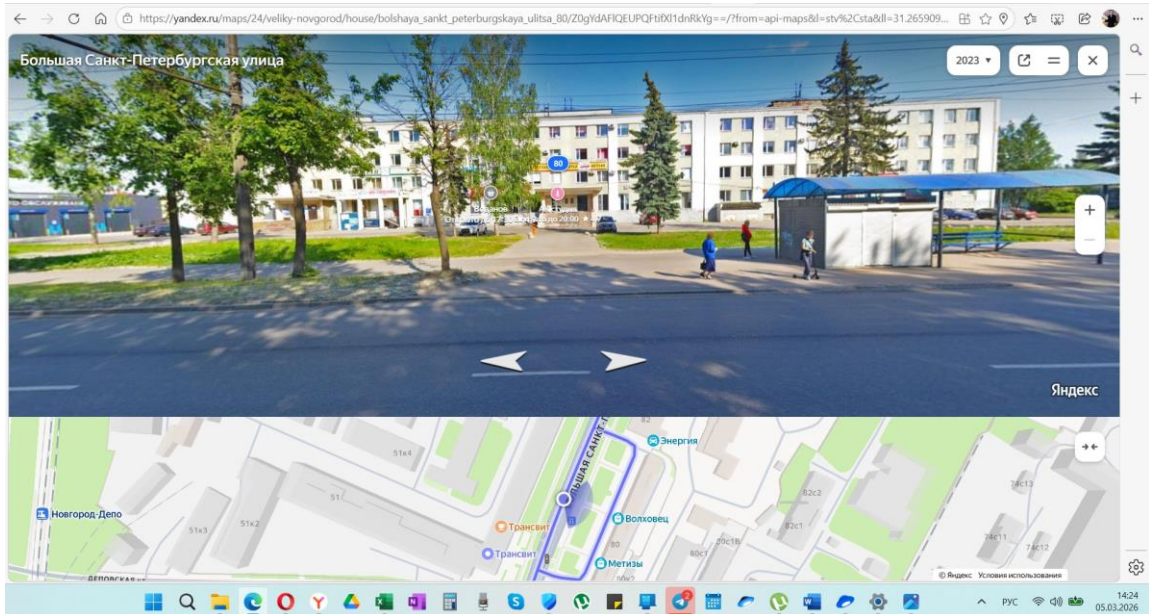 https://yandex.ru/maps/24/veliky-novgorod/house/bolshaya_sankt_peterburgskaya_ulitsa_80/Z0gYdAFlQEUPQFtifXl1dnRkYg==/?from=api-maps&l=stv%2Csta&ll=31.265909...
Большая Санкт-Петербургская улица
2023
80
Яндекс
82
Энергия
51к4
74с13
82с2
51
Новгород-Депо
51к3
51к2
Трансвит
Волховец
82с1
80
Трансвит
80с1
74с11
74с12
Метизы
© Яндекс Условия использования
РУС
14:24
05.03.2026